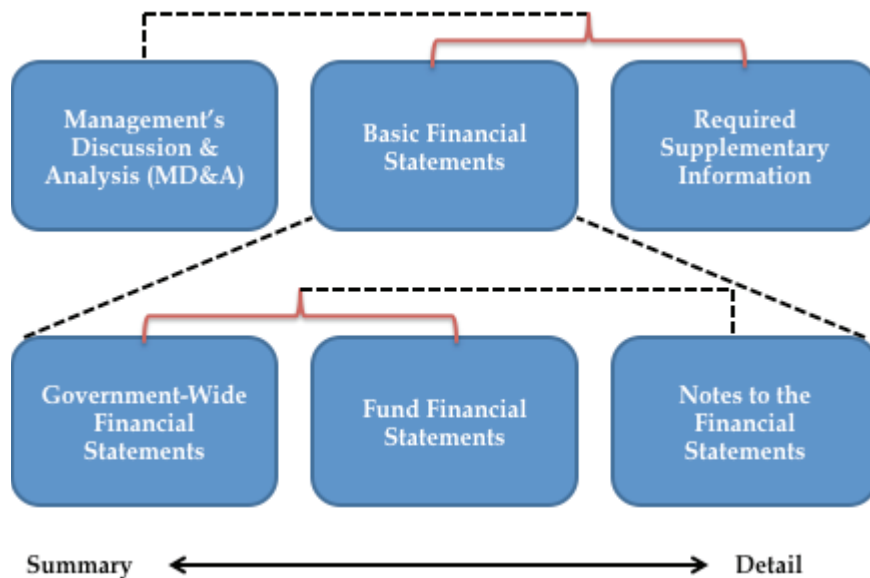 Management’s
Discussion &
Analysis (MD&A)
Basic Financial
Statements
Required
Supplementary
Information
Government-Wide
Financial
Statements
Fund Financial
Statements
Notes to the
Financial
Statements
Summary
Detail